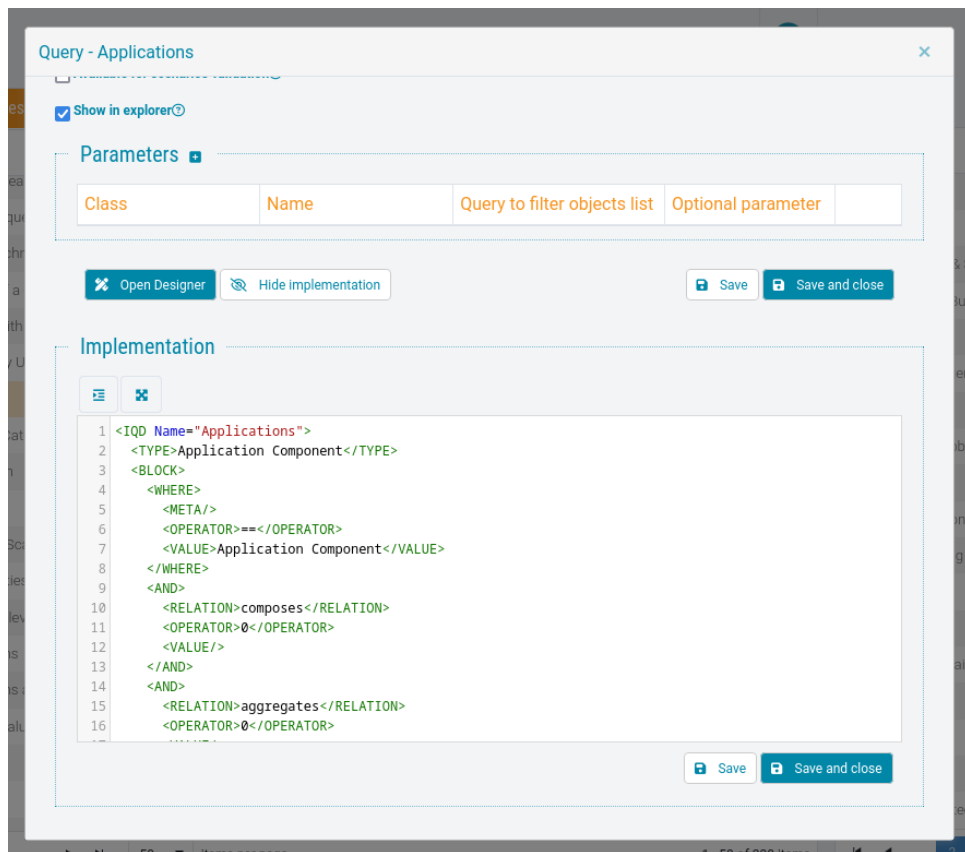 Query - Applications
×
Show in explorer
Parameters
Class Name Query to filter objects list Optional parameter
Open Designer Hide implementation Save Save and close
Implementation
1 <IQD Name="Applications">
2 <TYPE>Application Component</TYPE>
3 <BLOCK>
4 <WHERE>
5 <META/>
6 <OPERATOR>==</OPERATOR>
7 <VALUE>Application Component</VALUE>
8 </WHERE>
9 <AND>
10 <RELATION>composes</RELATION>
11 <OPERATOR>0</OPERATOR>
12 <VALUE/>
13 </AND>
14 <AND>
15 <RELATION>aggregates</RELATION>
16 <OPERATOR>0</OPERATOR>
Save Save and close